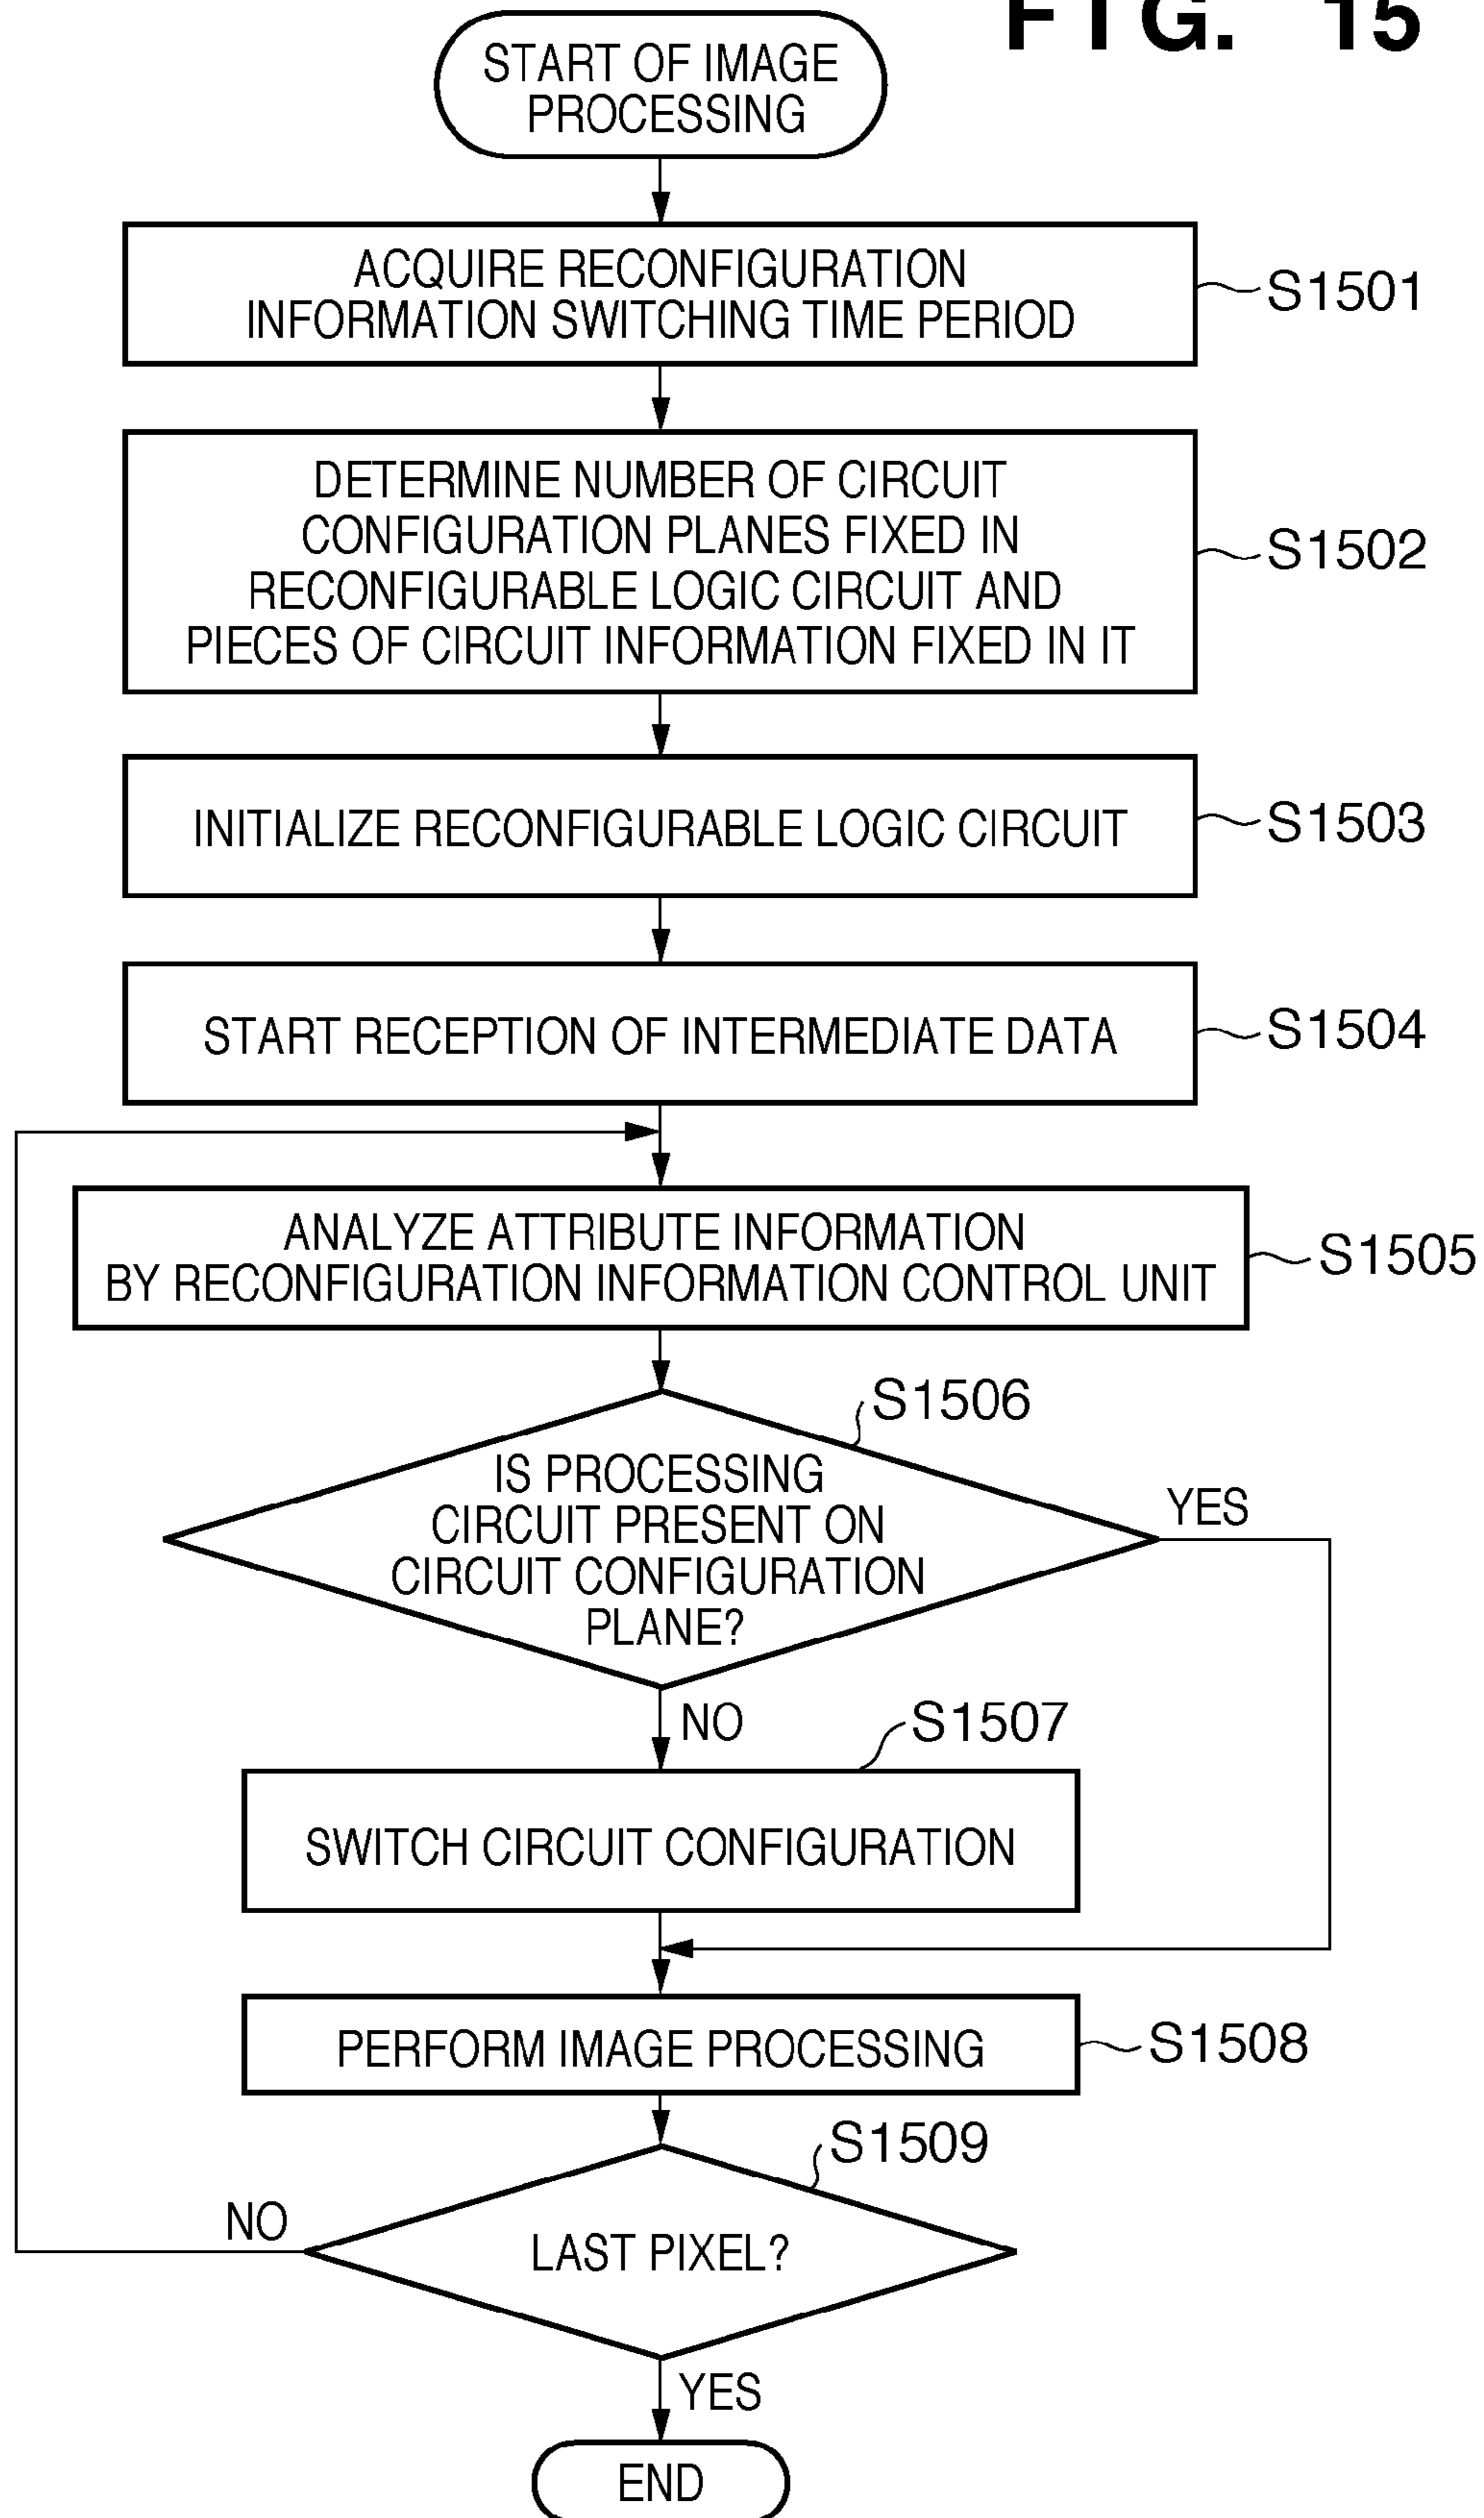 FIG. 15
START OF IMAGE
PROCESSING
ACQUIRE RECONFIGURATION
INFORMATION SWITCHING TIME PERIOD
S1501
DETERMINE NUMBER OF CIRCUIT
CONFIGURATION PLANES FIXED IN
RECONFIGURABLE LOGIC CIRCUIT AND
PIECES OF CIRCUIT INFORMATION FIXED IN IT
S1502
INITIALIZE RECONFIGURABLE LOGIC CIRCUIT
S1503
START RECEPTION OF INTERMEDIATE DATA
S1504
ANALYZE ATTRIBUTE INFORMATION
BY RECONFIGURATION INFORMATION CONTROL UNIT
S1505
S1506
IS PROCESSING
CIRCUIT PRESENT ON
CIRCUIT CONFIGURATION
PLANE?
YES
NO
S1507
SWITCH CIRCUIT CONFIGURATION
PERFORM IMAGE PROCESSING
S1508
S1509
LAST PIXEL?
NO
YES
END